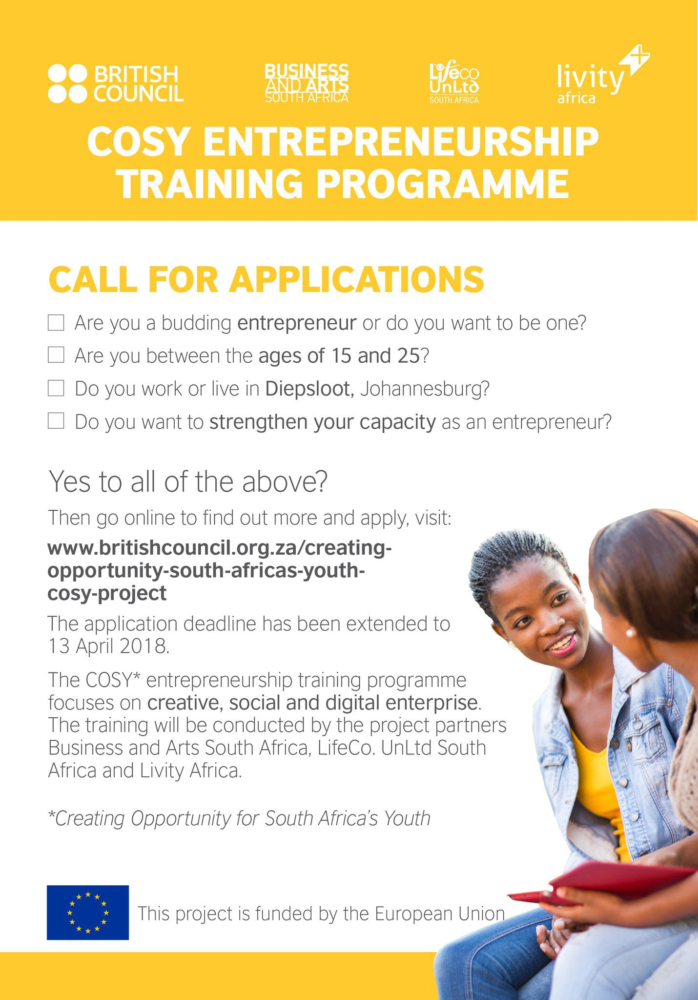 BRITISH
COUNCIL
BUSINESS
AND ARTS
SOUTH AFRICA
Lifeco
UnLtd
SOUTH AFRICA
livity
africa
COSY ENTREPRENEURSHIP
TRAINING PROGRAMME
CALL FOR APPLICATIONS
Are you a budding entrepreneur or do you want to be one?
Are you between the ages of 15 and 25?
Do you work or live in Diepsloot, Johannesburg?
Do you want to strengthen your capacity as an entrepreneur?
Yes to all of the above?
Then go online to find out more and apply, visit:
www.britishcouncil.org.za/creating-
opportunity-south-africas-youth-
cosy-project
The application deadline has been extended to
13 April 2018.
The COSY* entrepreneurship training programme
focuses on creative, social and digital enterprise.
The training will be conducted by the project partners
Business and Arts South Africa, LifeCo. UnLtd South
Africa and Livity Africa.
*Creating Opportunity for South Africa's Youth
This project is funded by the European Union